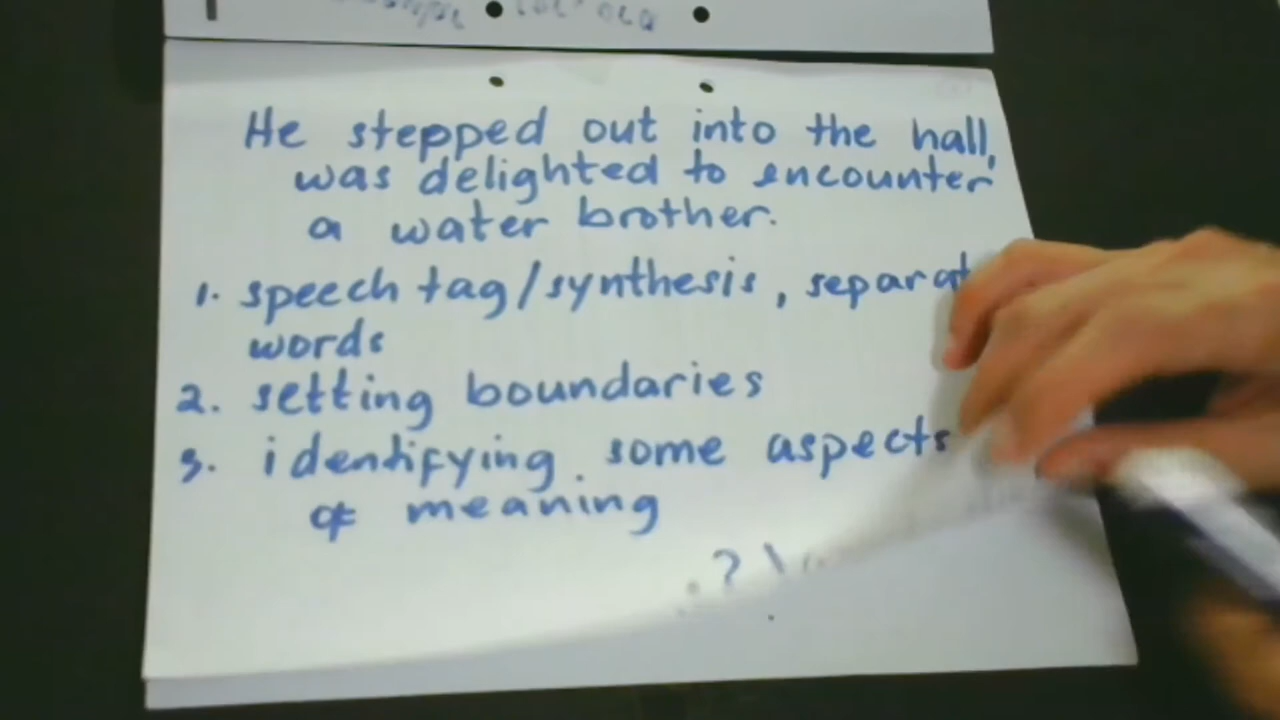 He stepped out into the hall,
was delighted to encounter
a water brother.
1. speech tag/synthesis, separat
words
2. setting boundaries
3. identifying some aspects
of meaning
?